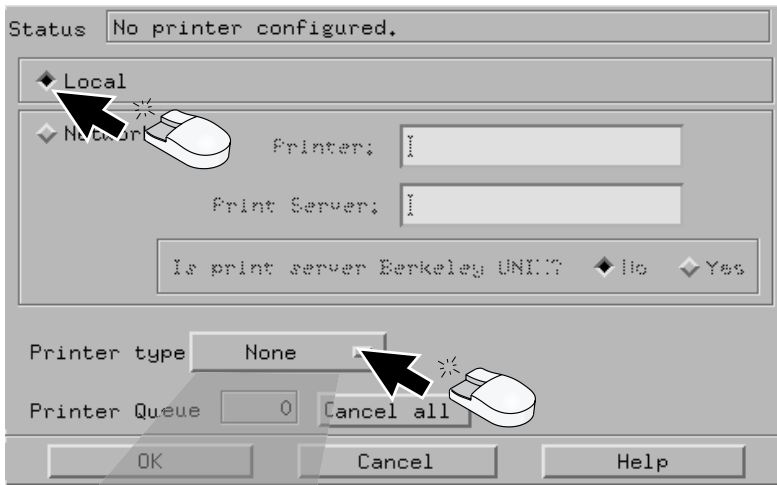 Status No printer configured.
Local
Network Printer:
Print Server:
Is print server Berkeley UNIX? No Yes
Printer type None
Printer Queue 0 Cancel all
OK Cancel Help